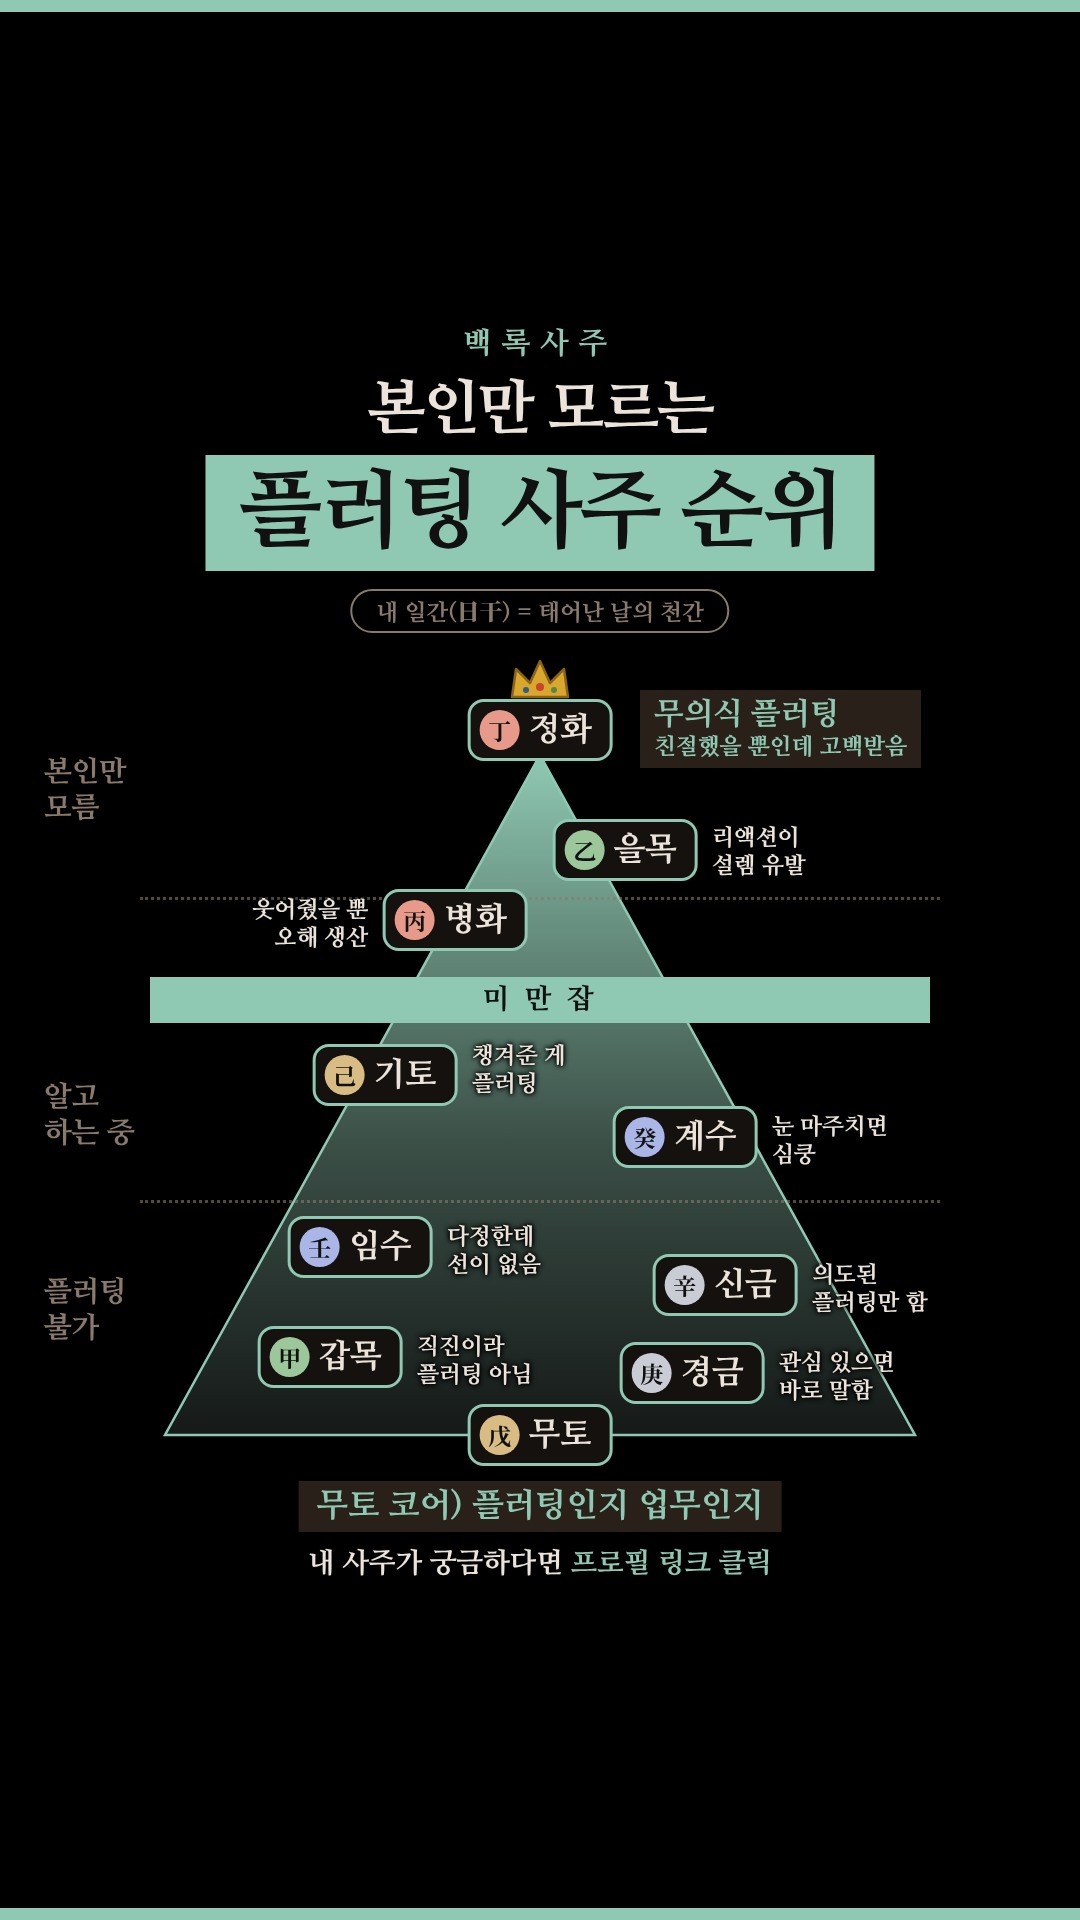 백록사주
본인만 모르는
플러팅 사주 순위
내 일간(日干) = 태어난 날의 천간
丁 정화
무의식 플러팅
친절했을 뿐인데 고백받음
본인만
모름
乙 을목
리액션이
설렘 유발
웃어줬을 뿐
오해 생산
丙 병화
미만잡
己 기토
챙겨준 게
플러팅
알고
하는 중
癸 계수
눈 마주치면
심쿵
壬 임수
다정한데
선이 없음
辛 신금
의도된
플러팅만 함
플러팅
불가
甲 갑목
직진이라
플러팅 아님
庚 경금
관심 있으면
바로 말함
戊 무토
무토 코어) 플러팅인지 업무인지
내 사주가 궁금하다면 프로필 링크 클릭